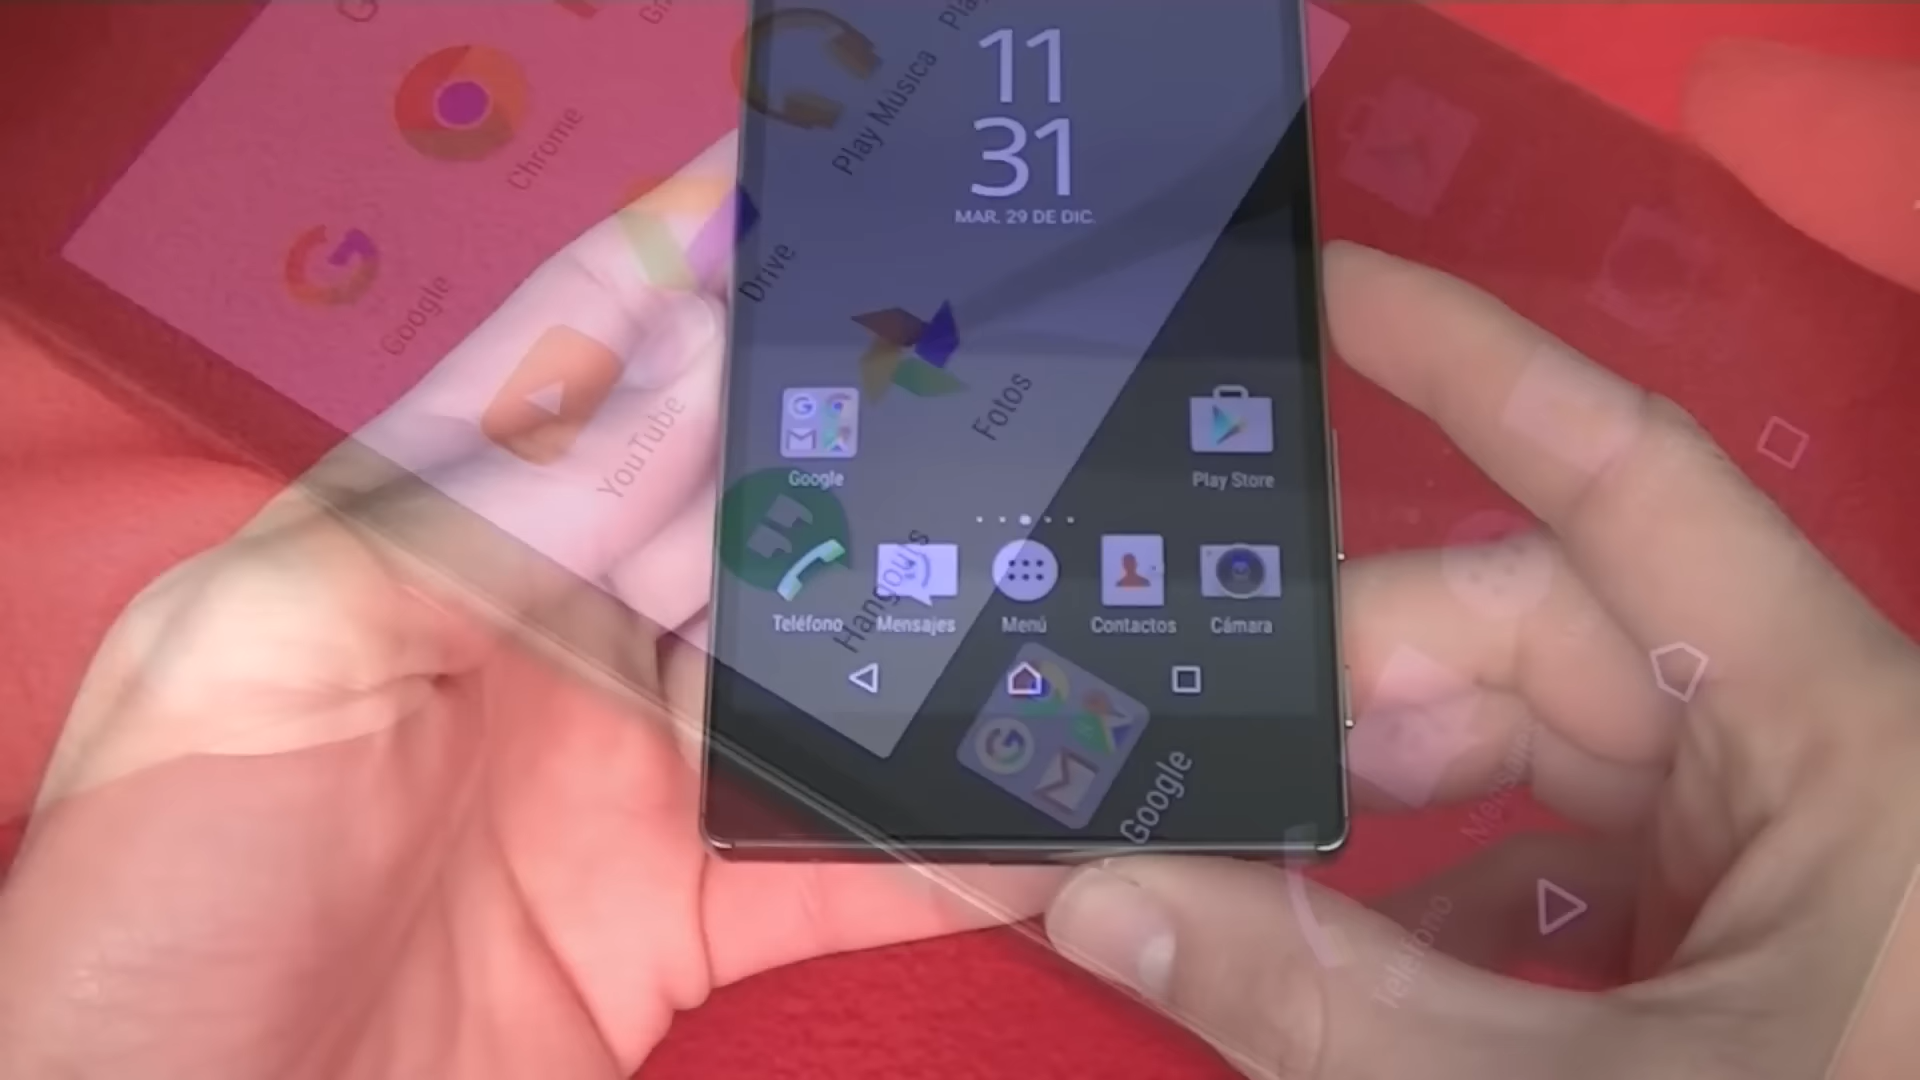 11
31
MAR. 29 DE DIC.
Google
Play Store
Teléfono
Mensajes
Menú
Contactos
Cámara
Chrome
Google
Play Música
Drive
YouTube
Fotos
Hangouts
Google
Mensajes
Teléfono